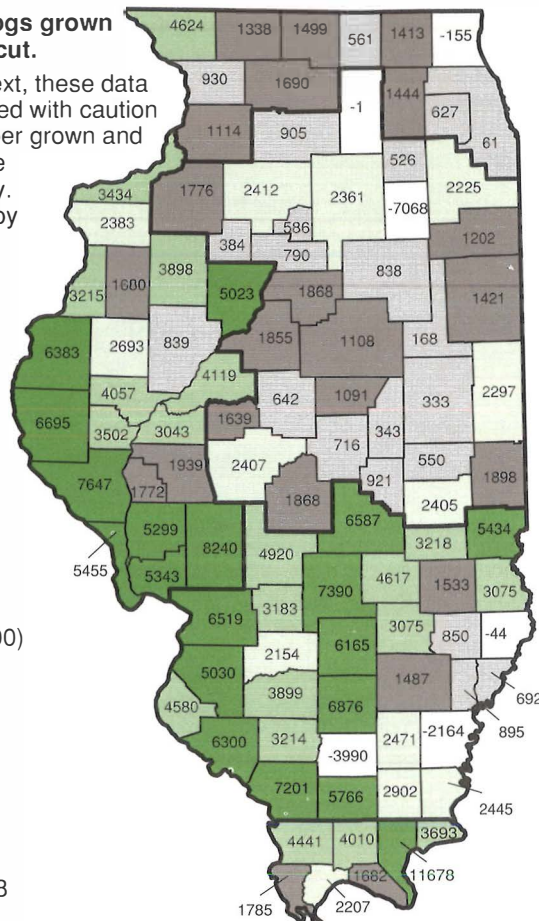 ogs grown
cut.
ext, these data
ed with caution
ber grown and
e
y.
by
00)
8
4624 1338 1499 561 1413 -155
930 1690 -1 1444 627
1114 905 61
526
3434 1776 2412 2361 2225
2383 586 -7068
384 790 1202
3898 838
3215 1680 5023 1868 1421
6383 2693 839 1855 1108 168
4119
4057 642 1091 333 2297
6695 3502 3043 1639 343
716
7647 1939 2407 550
1772 1868 921 1898
2405
5299 6587 5434
5455 8240 4920 3218
5343 7390 4617 1533 3075
3183
6519 3075 850 -44
6165
2154
5030 1487 692
3899 6876 895
4580
6300 3214 2471 -2164
-3990
7201 5766 2902 2445
4441 4010 3693
1682 11678
1785 2207